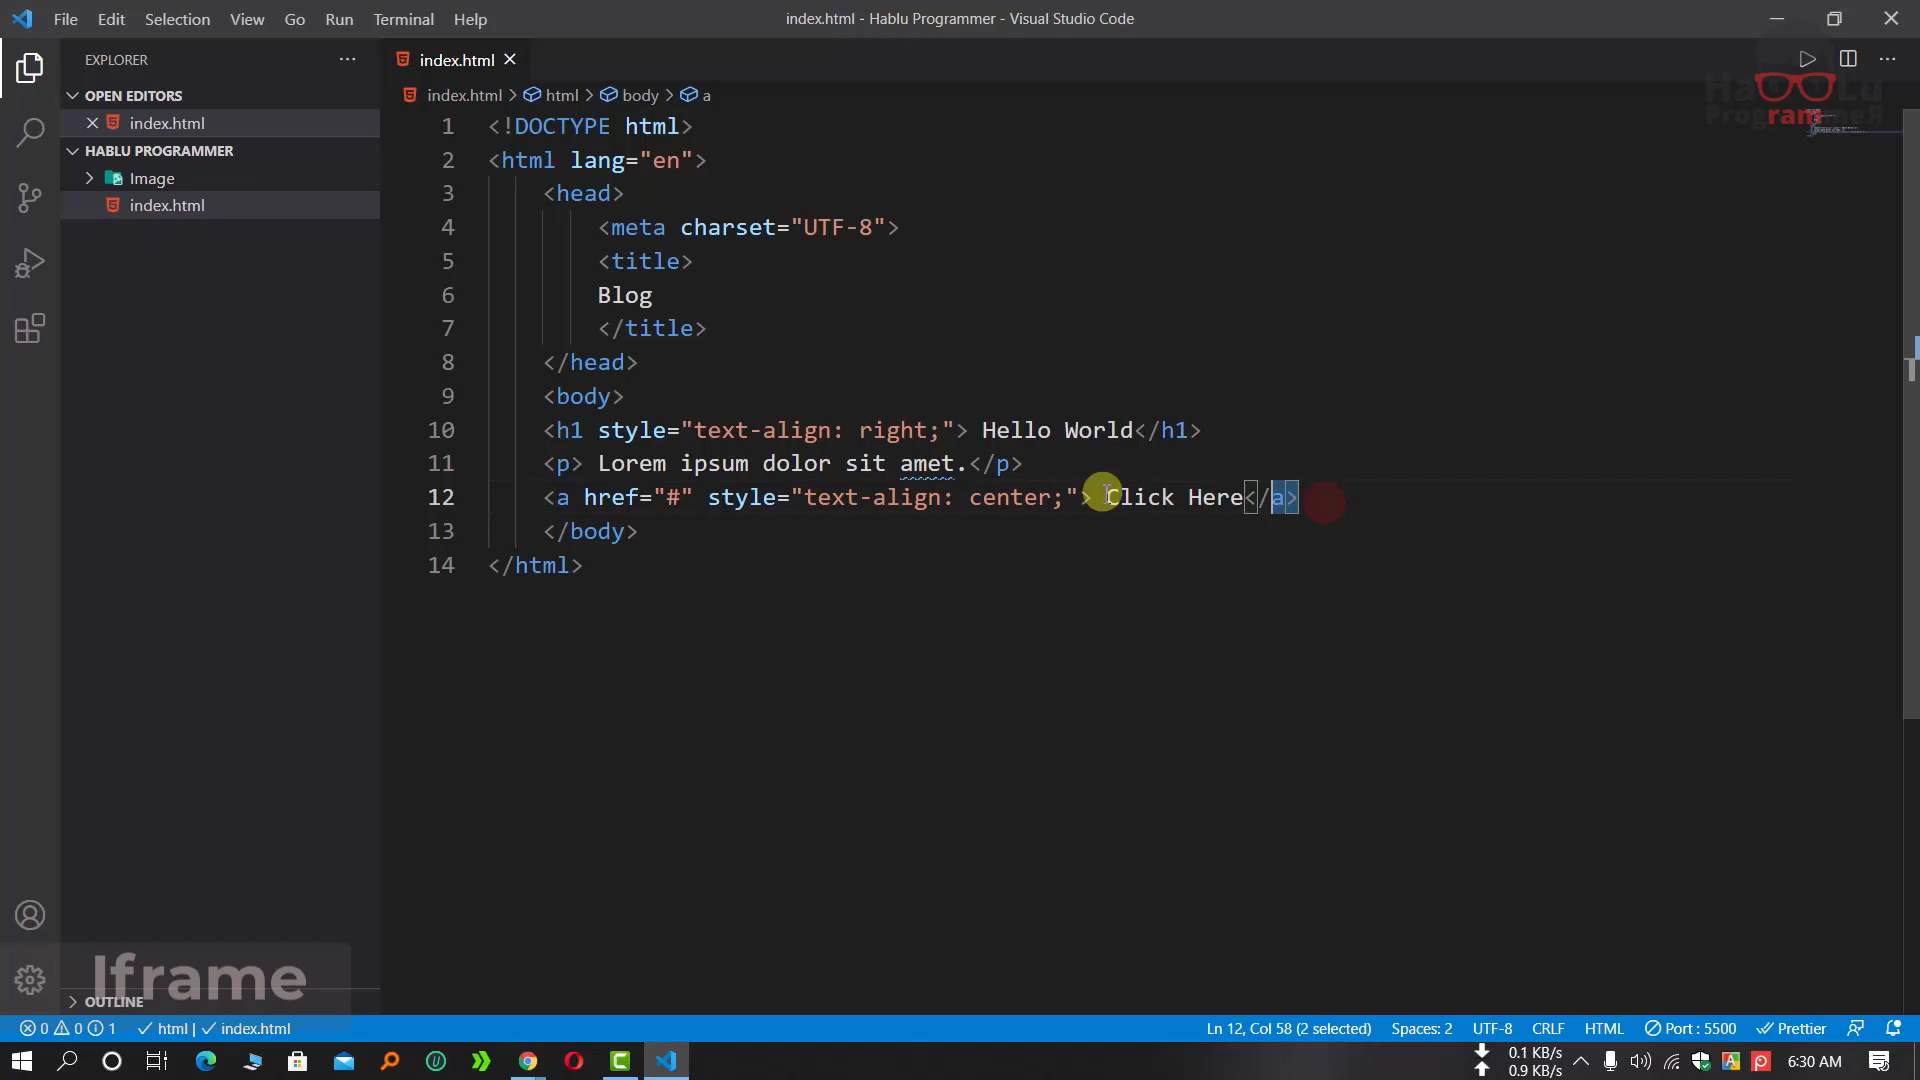 File Edit Selection View Go Run Terminal Help
index.html - Hablu Programmer - Visual Studio Code
EXPLORER
index.html
OPEN EDITORS
index.html
HABLU PROGRAMMER
Image
index.html
index.html > html > body > a
HabLu
ProgrammeR
1 <!DOCTYPE html>
2 <html lang="en">
3 <head>
4 <meta charset="UTF-8">
5 <title>
6 Blog
7 </title>
8 </head>
9 <body>
10 <h1 style="text-align: right;"> Hello World</h1>
11 <p> Lorem ipsum dolor sit amet.</p>
12 <a href="#" style="text-align: center;"> Click Here</a>
13 </body>
14 </html>
Iframe
OUTLINE
0 0 1 html | index.html
Ln 12, Col 58 (2 selected) Spaces: 2 UTF-8 CRLF HTML Port : 5500 Prettier
0.1 KB/s
0.9 KB/s
6:30 AM